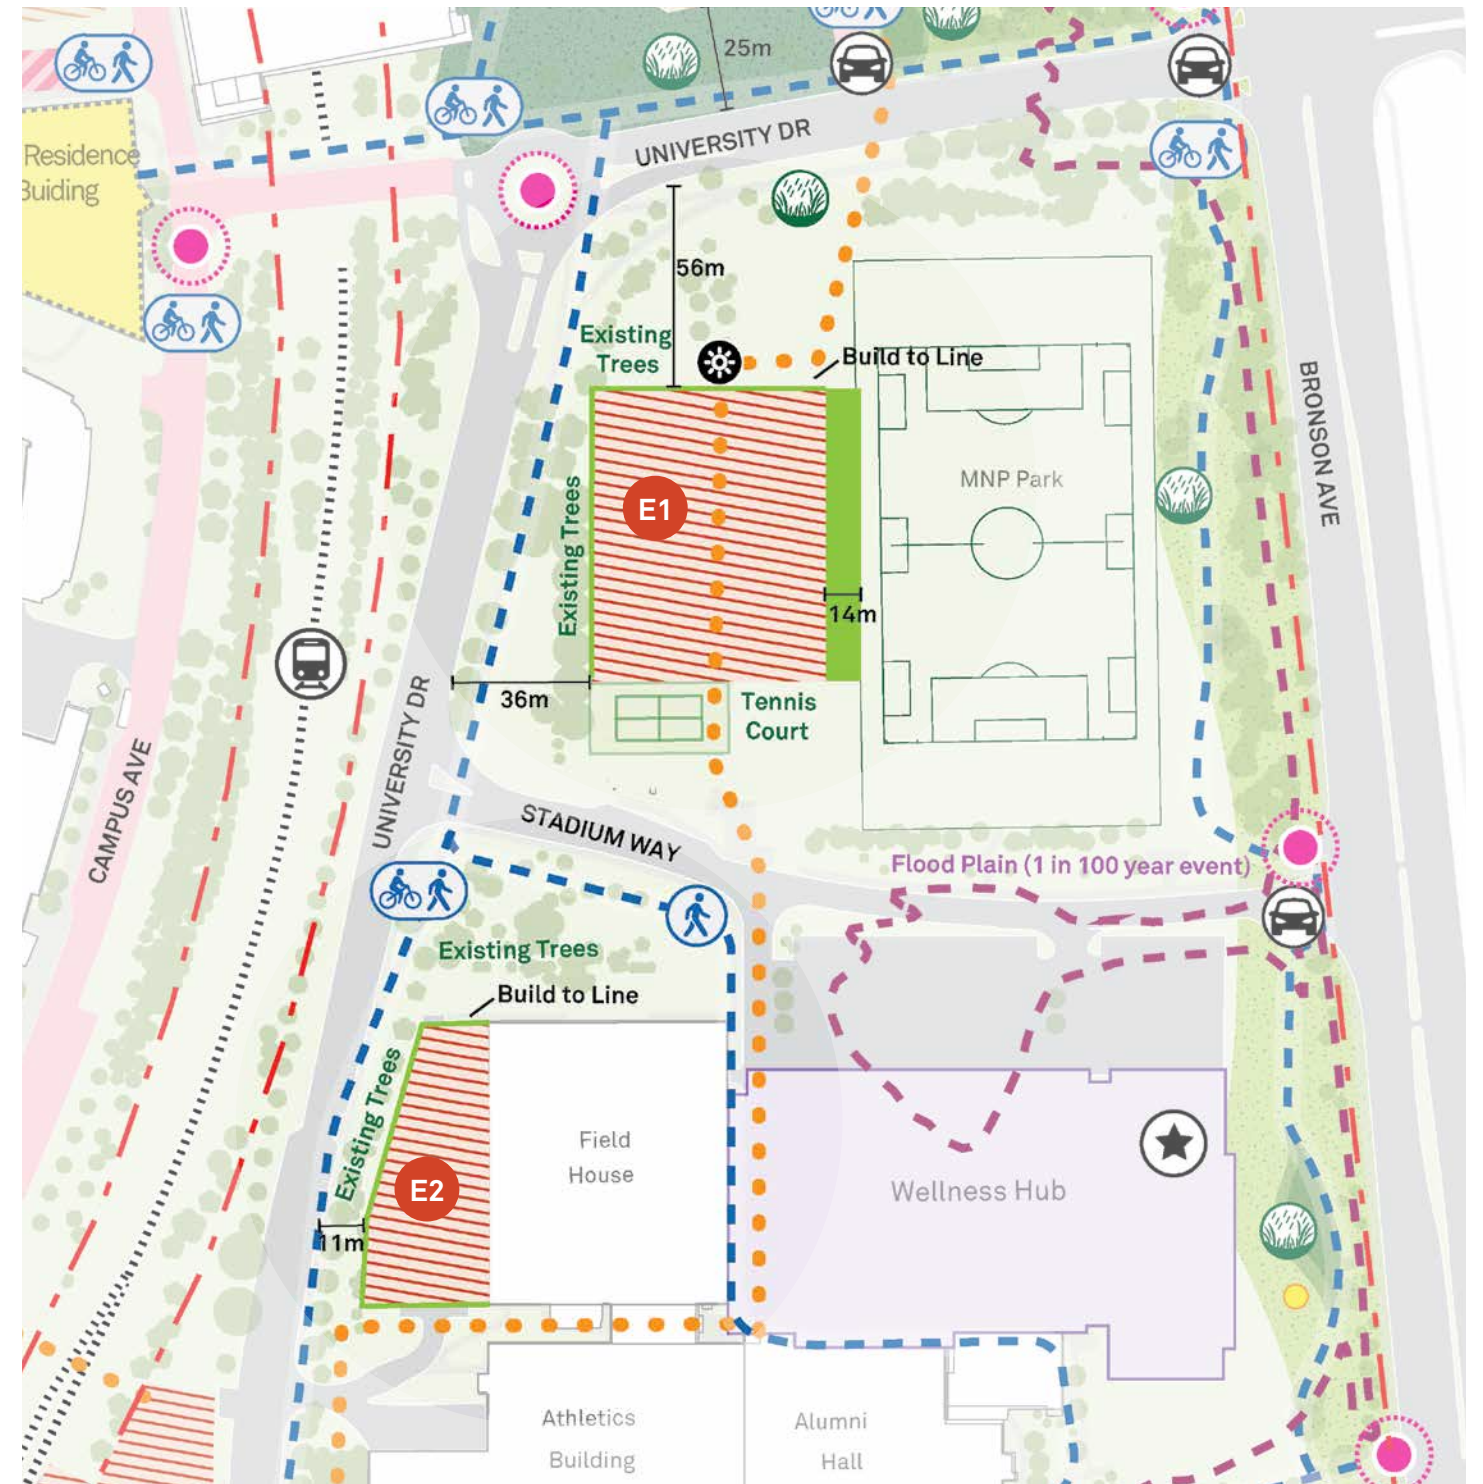 25m
UNIVERSITY DR
Residence
Buiding
56m
Existing
Trees
Build to Line
BRONSON AVE
MNP Park
E1
Existing Trees
14m
36m
Tennis
Court
UNIVERSITY DR
CAMPUS AVE
STADIUM WAY
Flood Plain (1 in 100 year event)
Existing Trees
Build to Line
Existing Trees
Field
House
E2
Wellness Hub
11m
Athletics
Building
Alumni
Hall